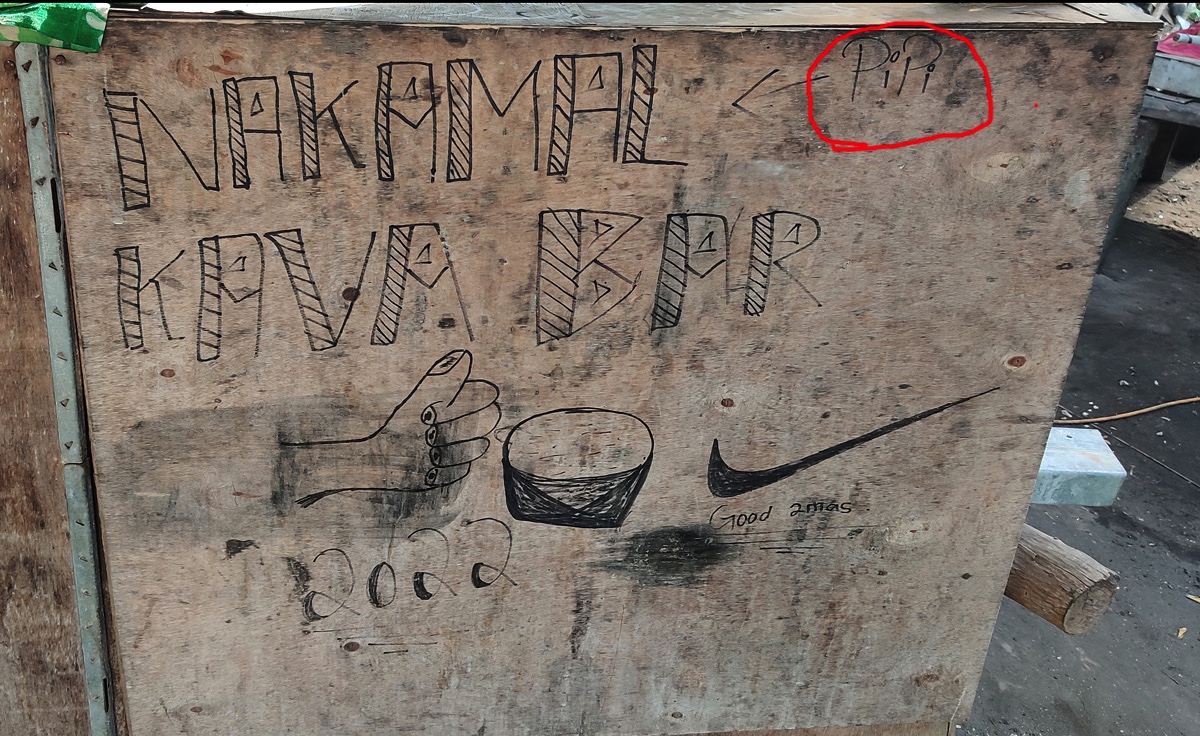 NAKAMAL
PiPi
KAVA BAR
Good 2mas.
2022